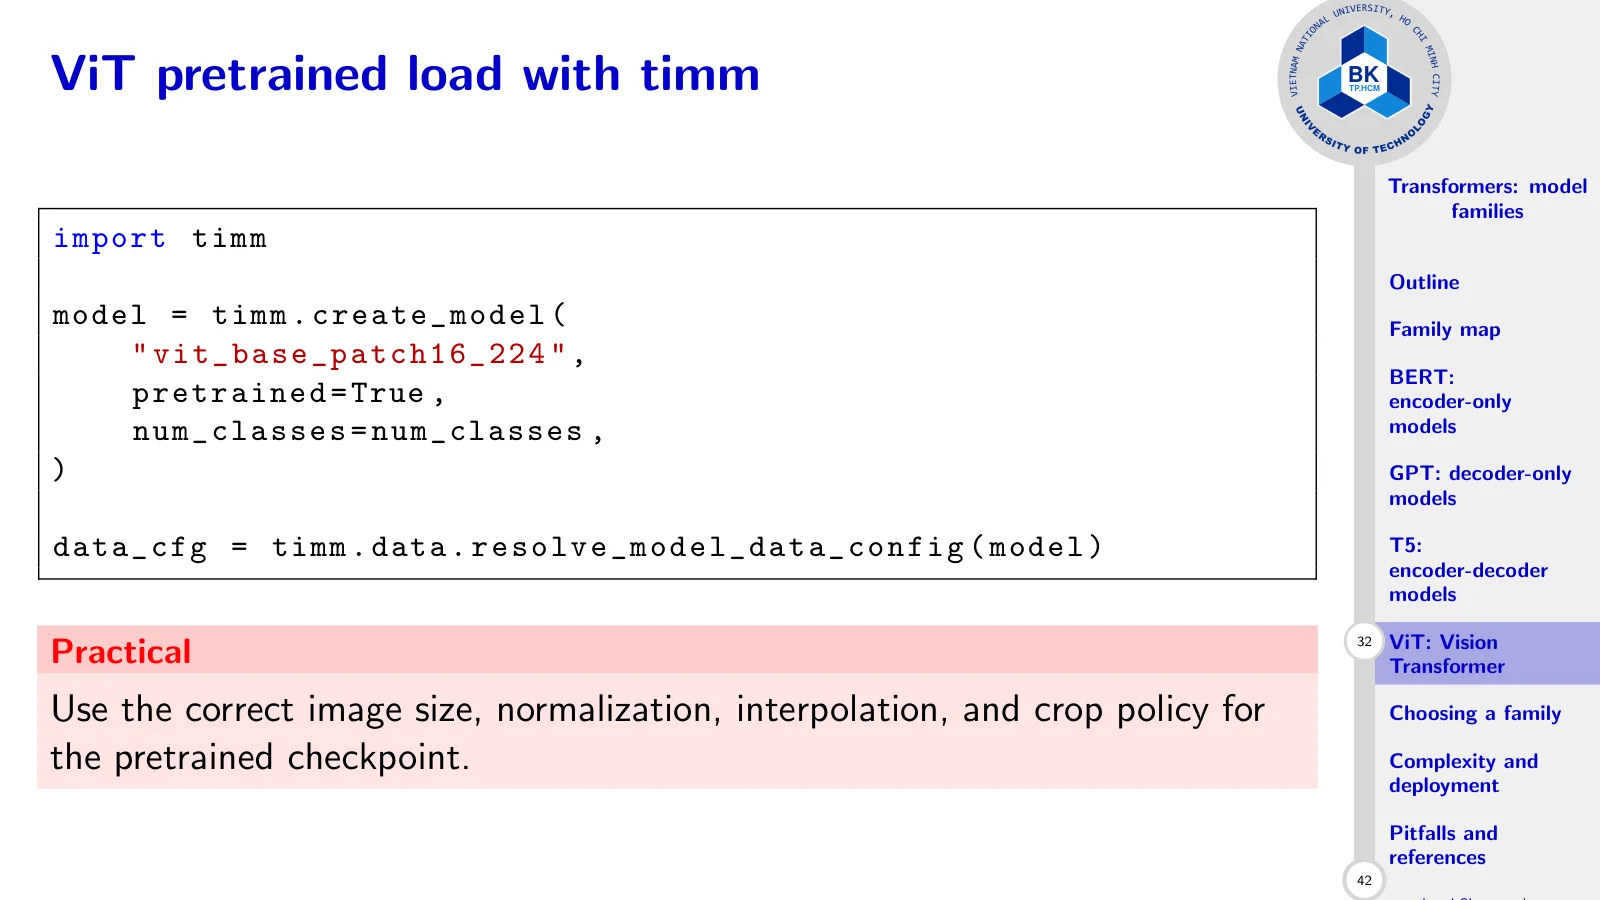 ViT pretrained load with timm
import timm
model = timm.create_model(
"vit_base_patch16_224",
pretrained=True,
num_classes=num_classes,
)
data_cfg = timm.data.resolve_model_data_config(model)
Practical
Use the correct image size, normalization, interpolation, and crop policy for
the pretrained checkpoint.
VIETNAM NATIONAL UNIVERSITY, HO CHI MINH CITY
BK
TP.HCM
UNIVERSITY OF TECHNOLOGY
Transformers: model
families
Outline
Family map
BERT:
encoder-only
models
GPT: decoder-only
models
T5:
encoder-decoder
models
32
ViT: Vision
Transformer
Choosing a family
Complexity and
deployment
Pitfalls and
references
42